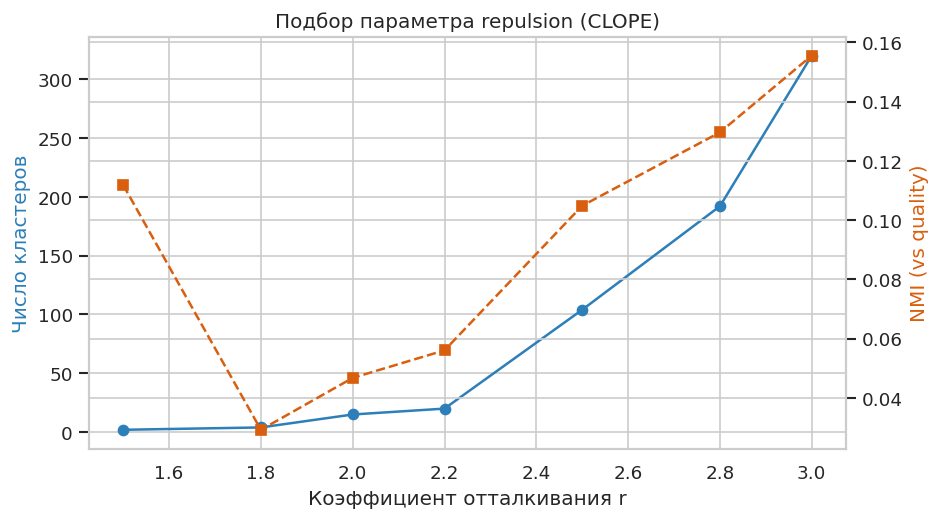 Подбор параметра repulsion (CLOPE)
Число кластеров
300
250
200
150
100
50
0
0.16
0.14
0.12
0.10
0.08
0.06
0.04
NMI (vs quality)
1.6 1.8 2.0 2.2 2.4 2.6 2.8 3.0
Коэффициент отталкивания r